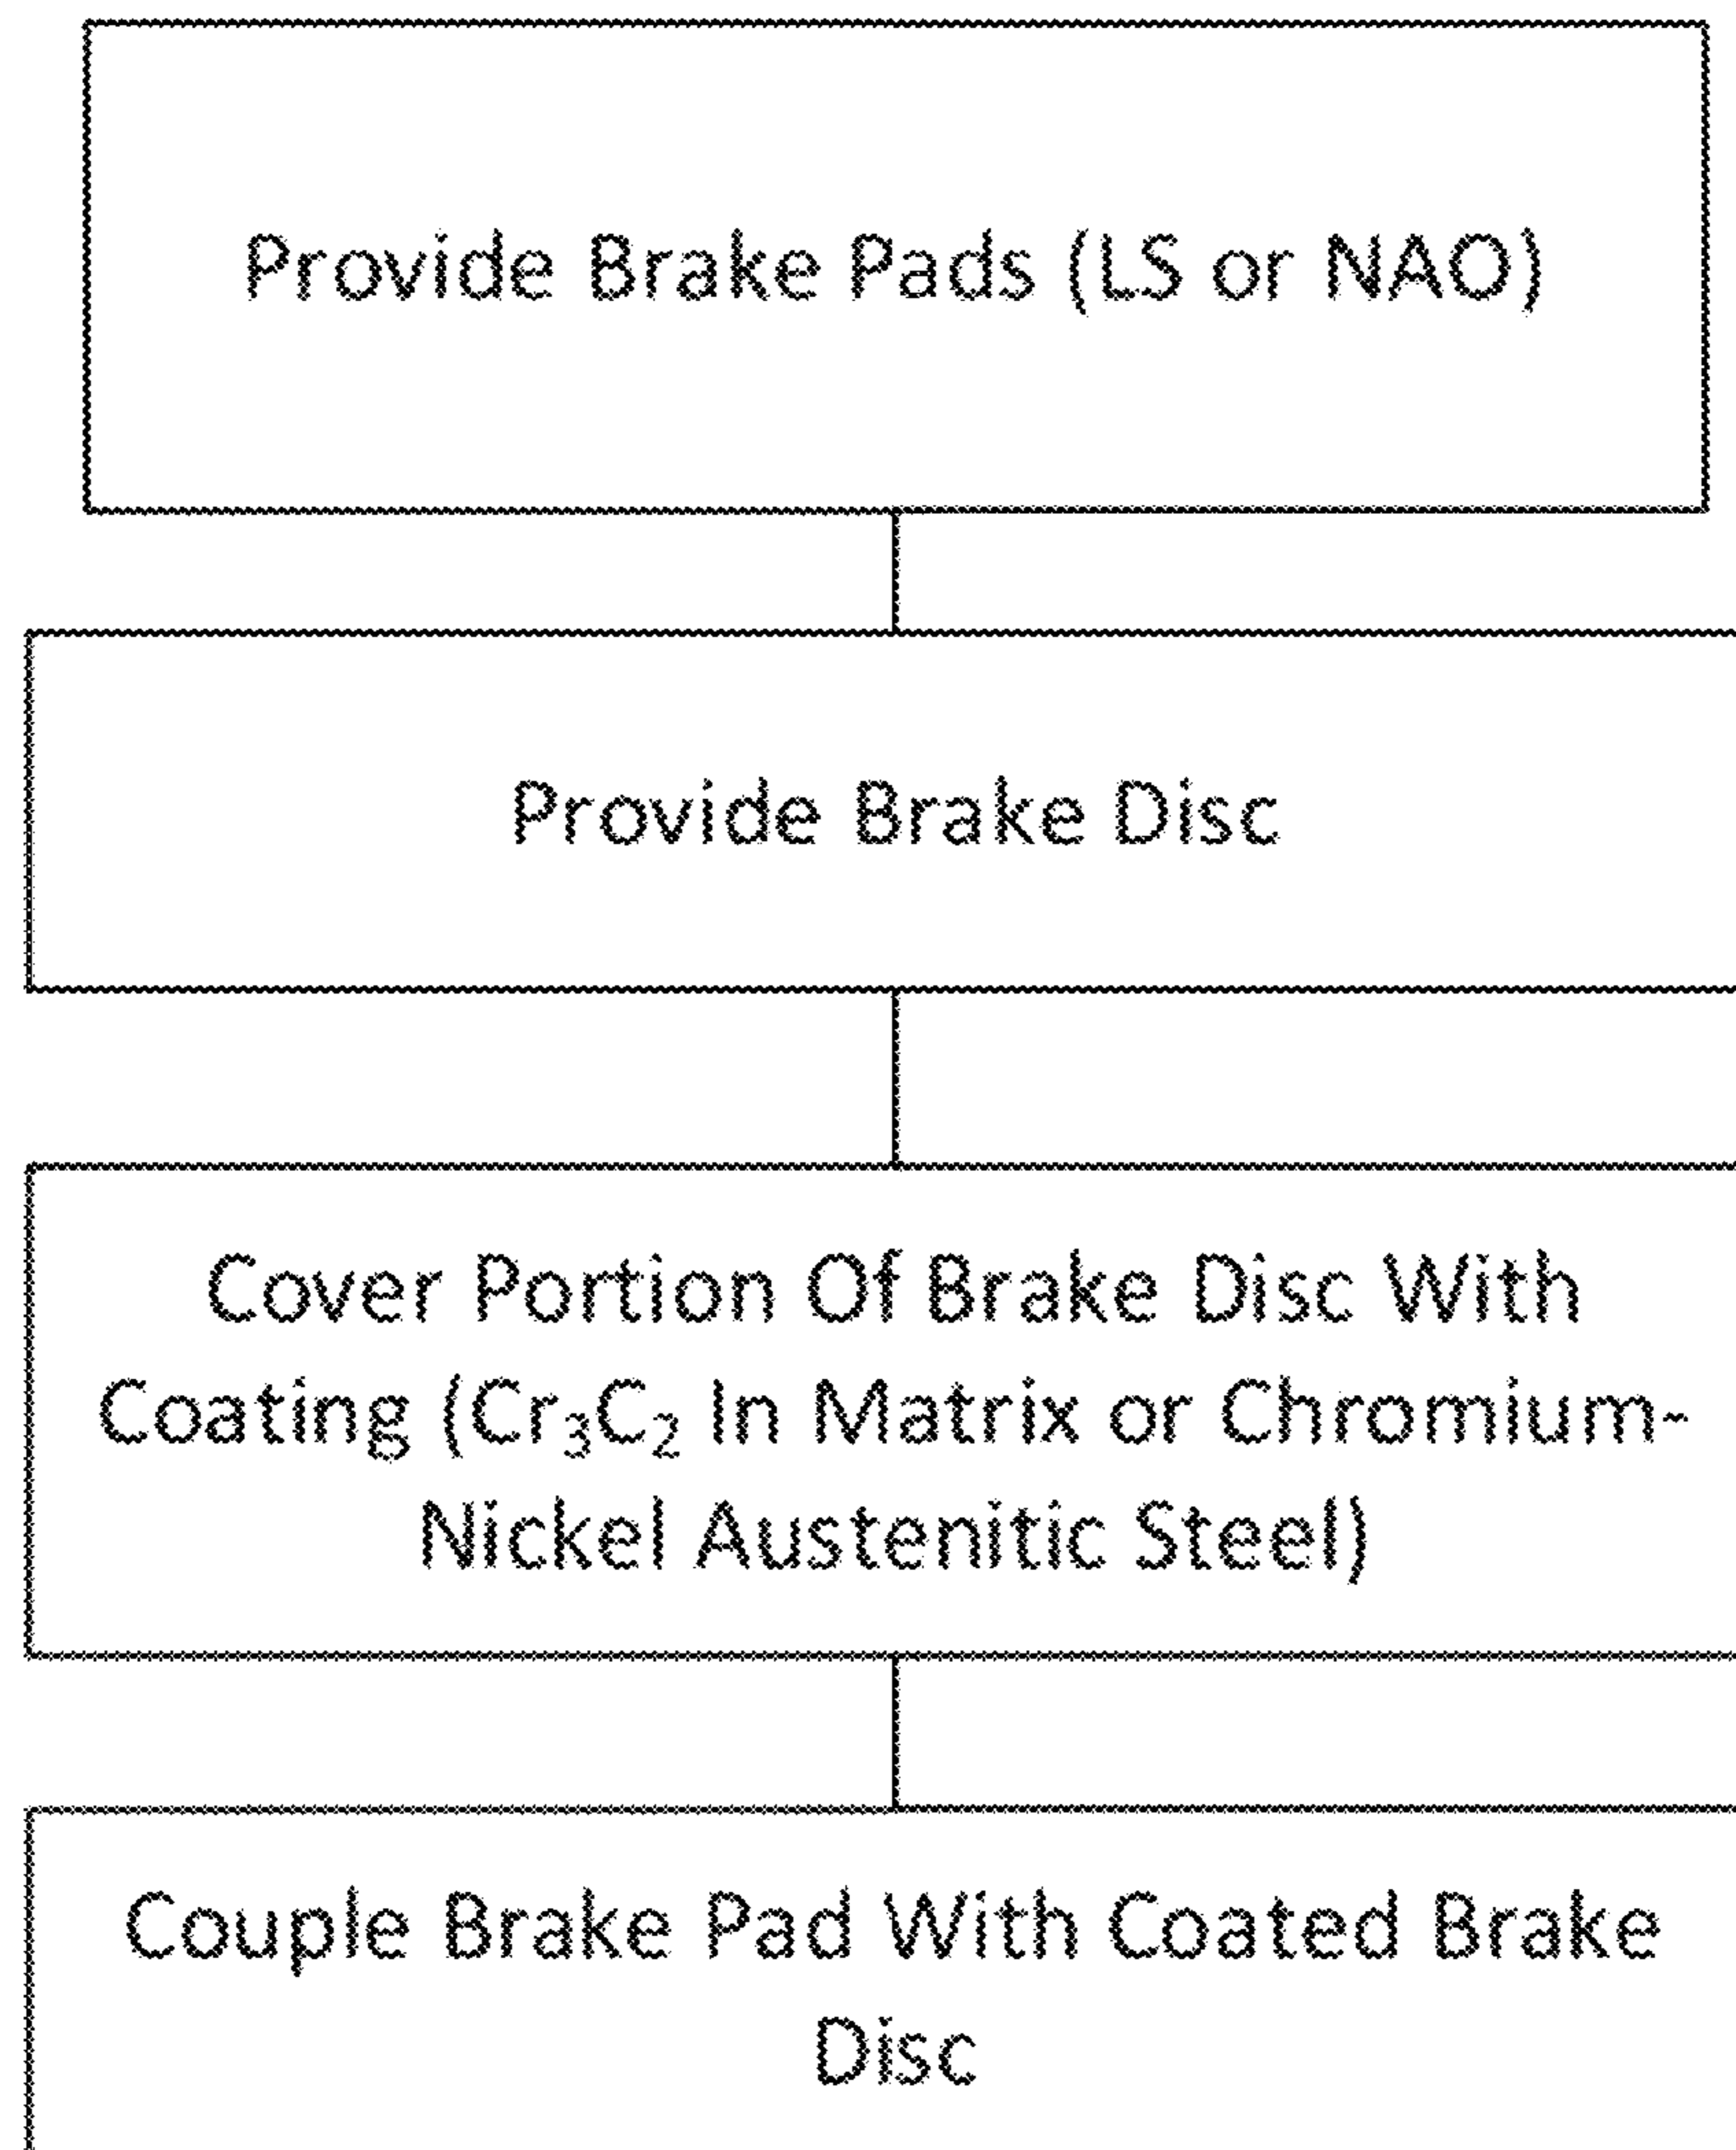 Provide Brake Pads (LS or NAO)
Provide Brake Disc
Cover Portion Of Brake Disc With
Coating (Cr₃C₂ In Matrix or Chromium-
Nickel Austenitic Steel)
Couple Brake Pad With Coated Brake
Disc